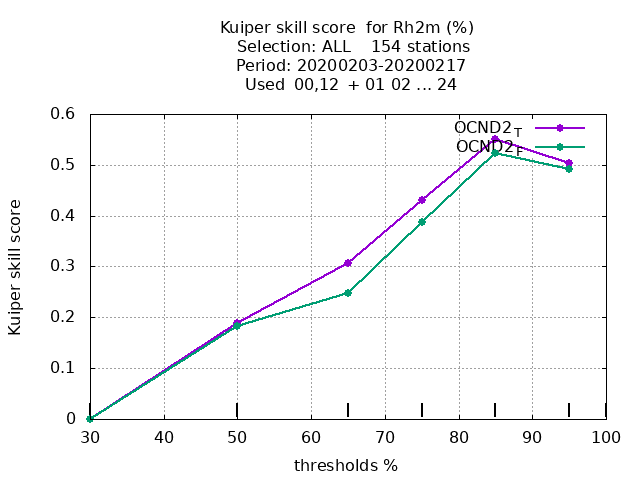 Kuiper skill score for Rh2m (%)
Selection: ALL 154 stations
Period: 20200203-20200217
Used 00,12 + 01 02 ... 24
OCND2_T
OCND2_F
0.6
0.5
0.4
0.3
0.2
0.1
0
Kuiper skill score
30 40 50 60 70 80 90 100
thresholds %